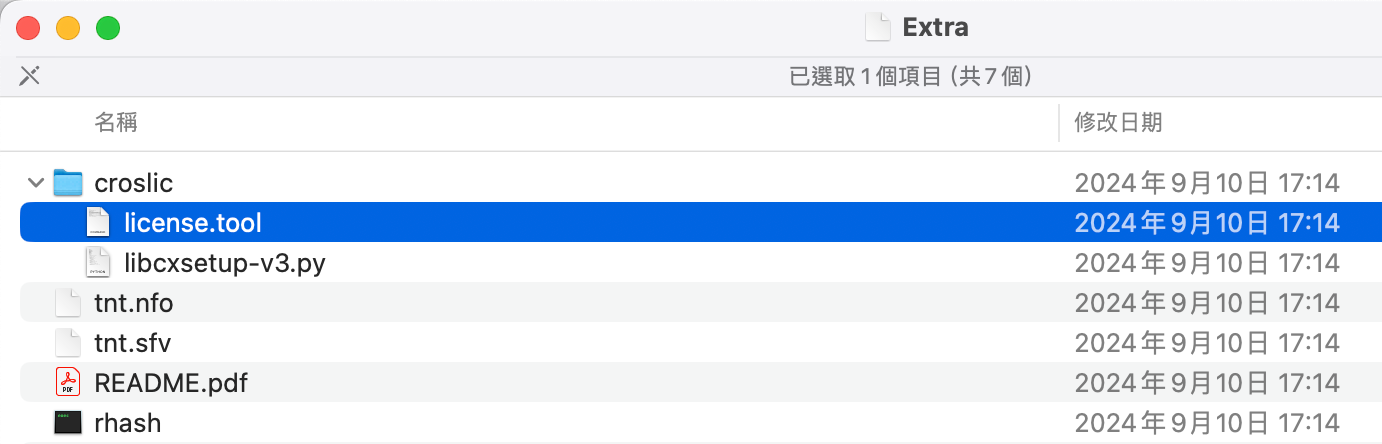 Extra
已選取 1 個項目 (共 7 個)
名稱 修改日期
croslic 2024年9月10日 17:14
license.tool 2024年9月10日 17:14
libcxsetup-v3.py 2024年9月10日 17:14
tnt.nfo 2024年9月10日 17:14
tnt.sfv 2024年9月10日 17:14
README.pdf 2024年9月10日 17:14
rhash 2024年9月10日 17:14